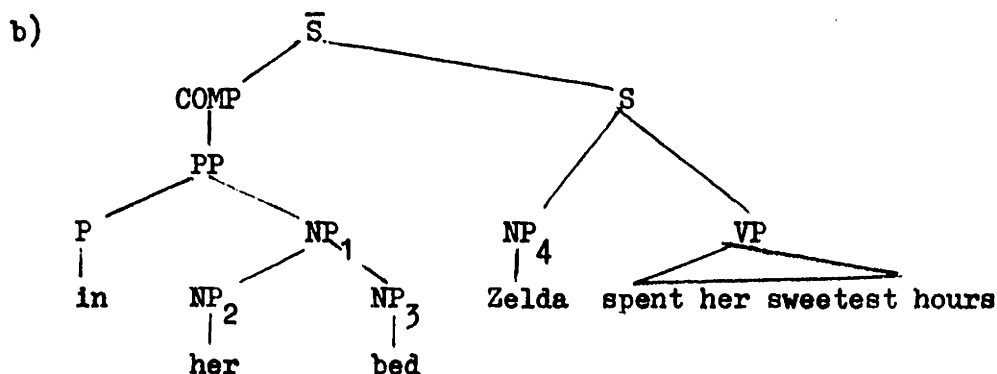 b)
S̅
COMP S
PP
P NP₁ NP₄ VP
in NP₂ NP₃ Zelda spent her sweetest hours
her bed